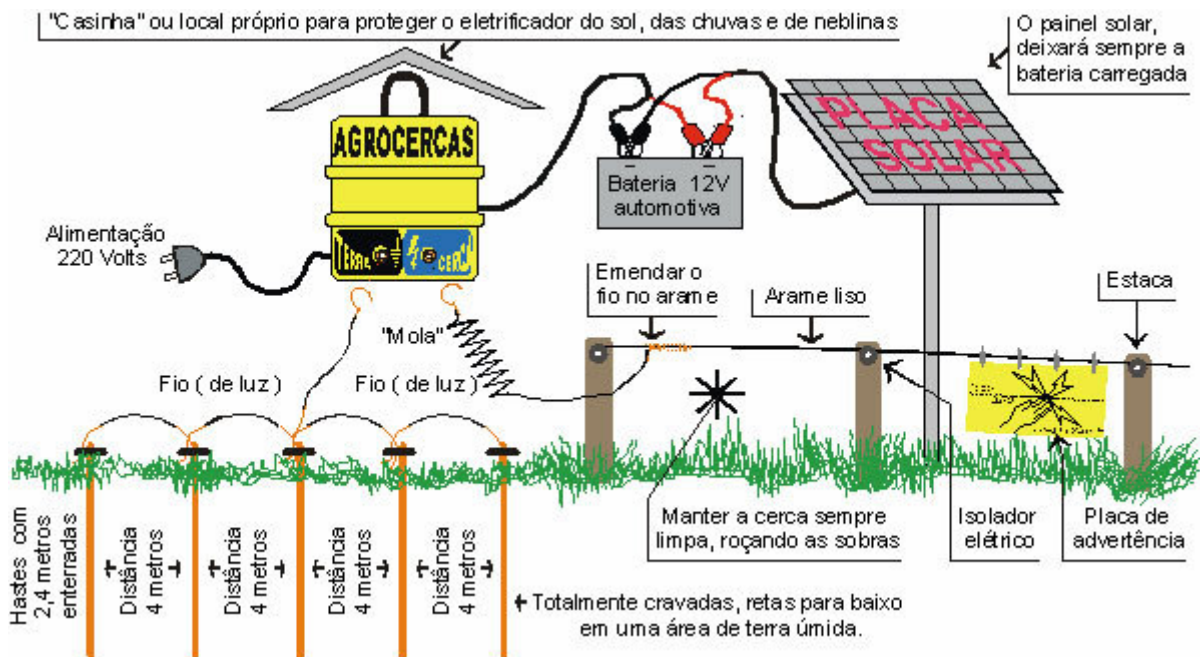 "Casinha" ou local próprio para proteger o eletrificador do sol, das chuvas e de neblinas
O painel solar,
deixará sempre a
bateria carregada
AGROCERCAS
PLACA
SOLAR
Bateria 12V
automotiva
Alimentação
220 Volts
TERRA
CERCA
"Mola"
Emendar o
fio no arame
Arame liso
Estaca
Fio ( de luz )
Fio ( de luz )
Hastes com
2,4 metros
enterradas
Distância
4 metros
Distância
4 metros
Distância
4 metros
Distância
4 metros
Manter a cerca sempre
limpa, roçando as sobras
Isolador
elétrico
Placa de
advertência
Totalmente cravadas, retas para baixo
em uma área de terra úmida.